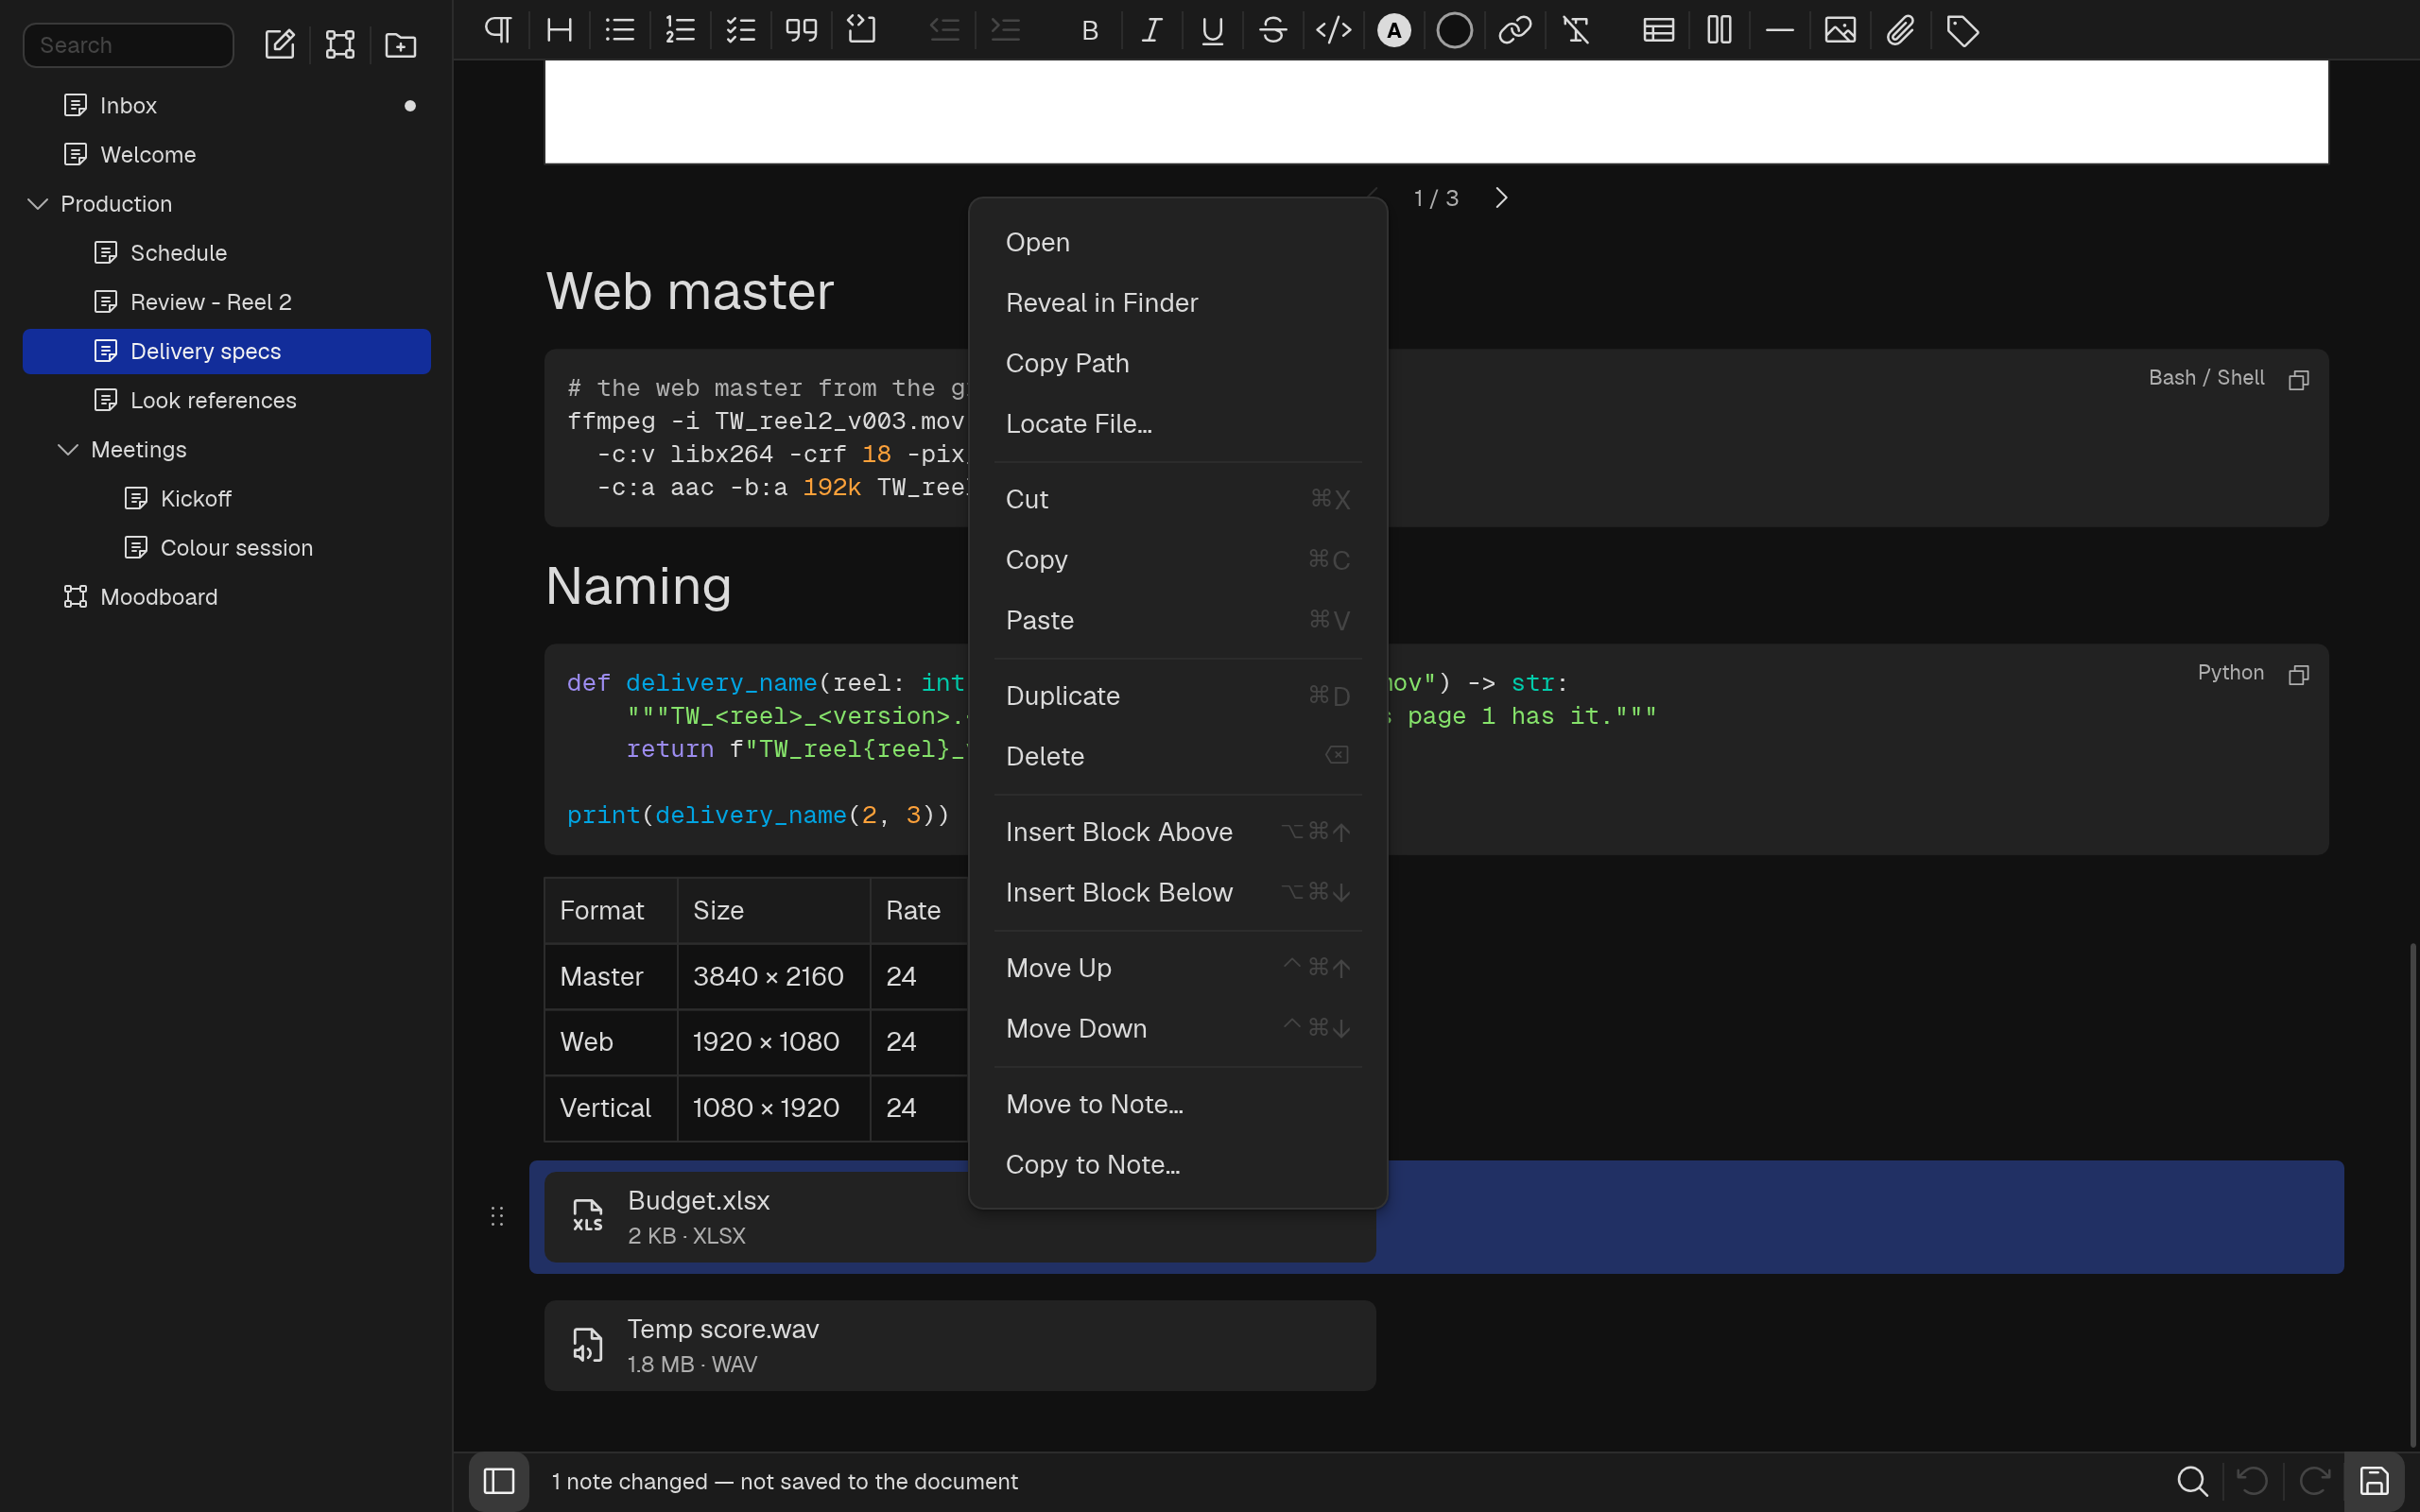 Search
Inbox
Welcome
Production
Schedule
Review - Reel 2
Delivery specs
Look references
Meetings
Kickoff
Colour session
Moodboard
1 / 3
Web master
Bash / Shell
# the web master from the
ffmpeg -i TW_reel2_v003.mov
-c:v libx264 -crf 18 -pix_
-c:a aac -b:a 192k TW_reel
Naming
Python
def delivery_name(reel: int mov") -> str:
"""TW_<reel>_<version>. page 1 has it."""
return f"TW_reel{reel}_
print(delivery_name(2, 3))
Format Size Rate
Master 3840 × 2160 24
Web 1920 × 1080 24
Vertical 1080 × 1920 24
Budget.xlsx
XLS
2 KB · XLSX
Temp score.wav
1.8 MB · WAV
Open
Reveal in Finder
Copy Path
Locate File…
Cut ⌘X
Copy ⌘C
Paste ⌘V
Duplicate ⌘D
Delete ⌫
Insert Block Above ⌥⌘↑
Insert Block Below ⌥⌘↓
Move Up ^⌘↑
Move Down ^⌘↓
Move to Note…
Copy to Note…
1 note changed — not saved to the document